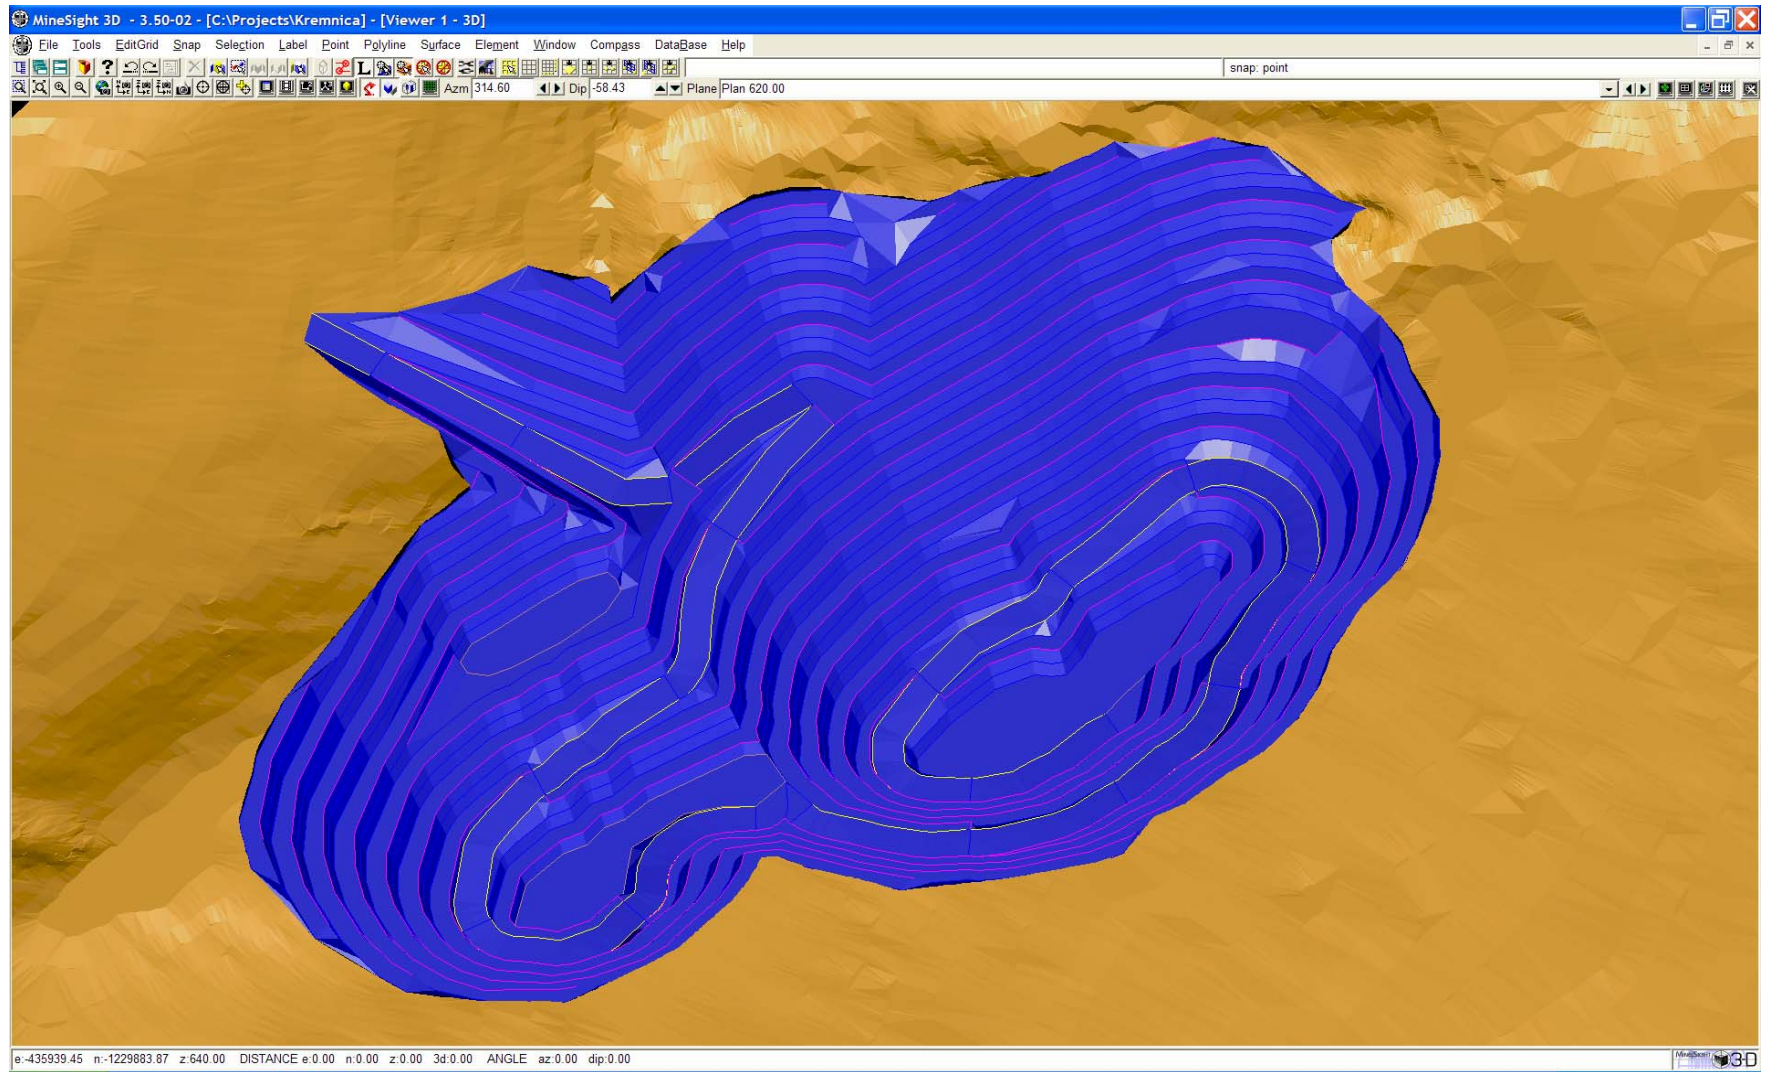 MineSight 3D - 3.50-02 - [C:\Projects\Kremnica] - [Viewer 1 - 3D]
File Tools EditGrid Snap Selection Label Point Polyline Surface Element Window Compass DataBase Help
L snap: point
Azm 314.60 Dip -58.43 Plane Plan 620.00
e:-435939.45 n:-1229883.87 z:640.00 DISTANCE e:0.00 n:0.00 z:0.00 3d:0.00 ANGLE az:0.00 dip:0.00
MineSight 3-D